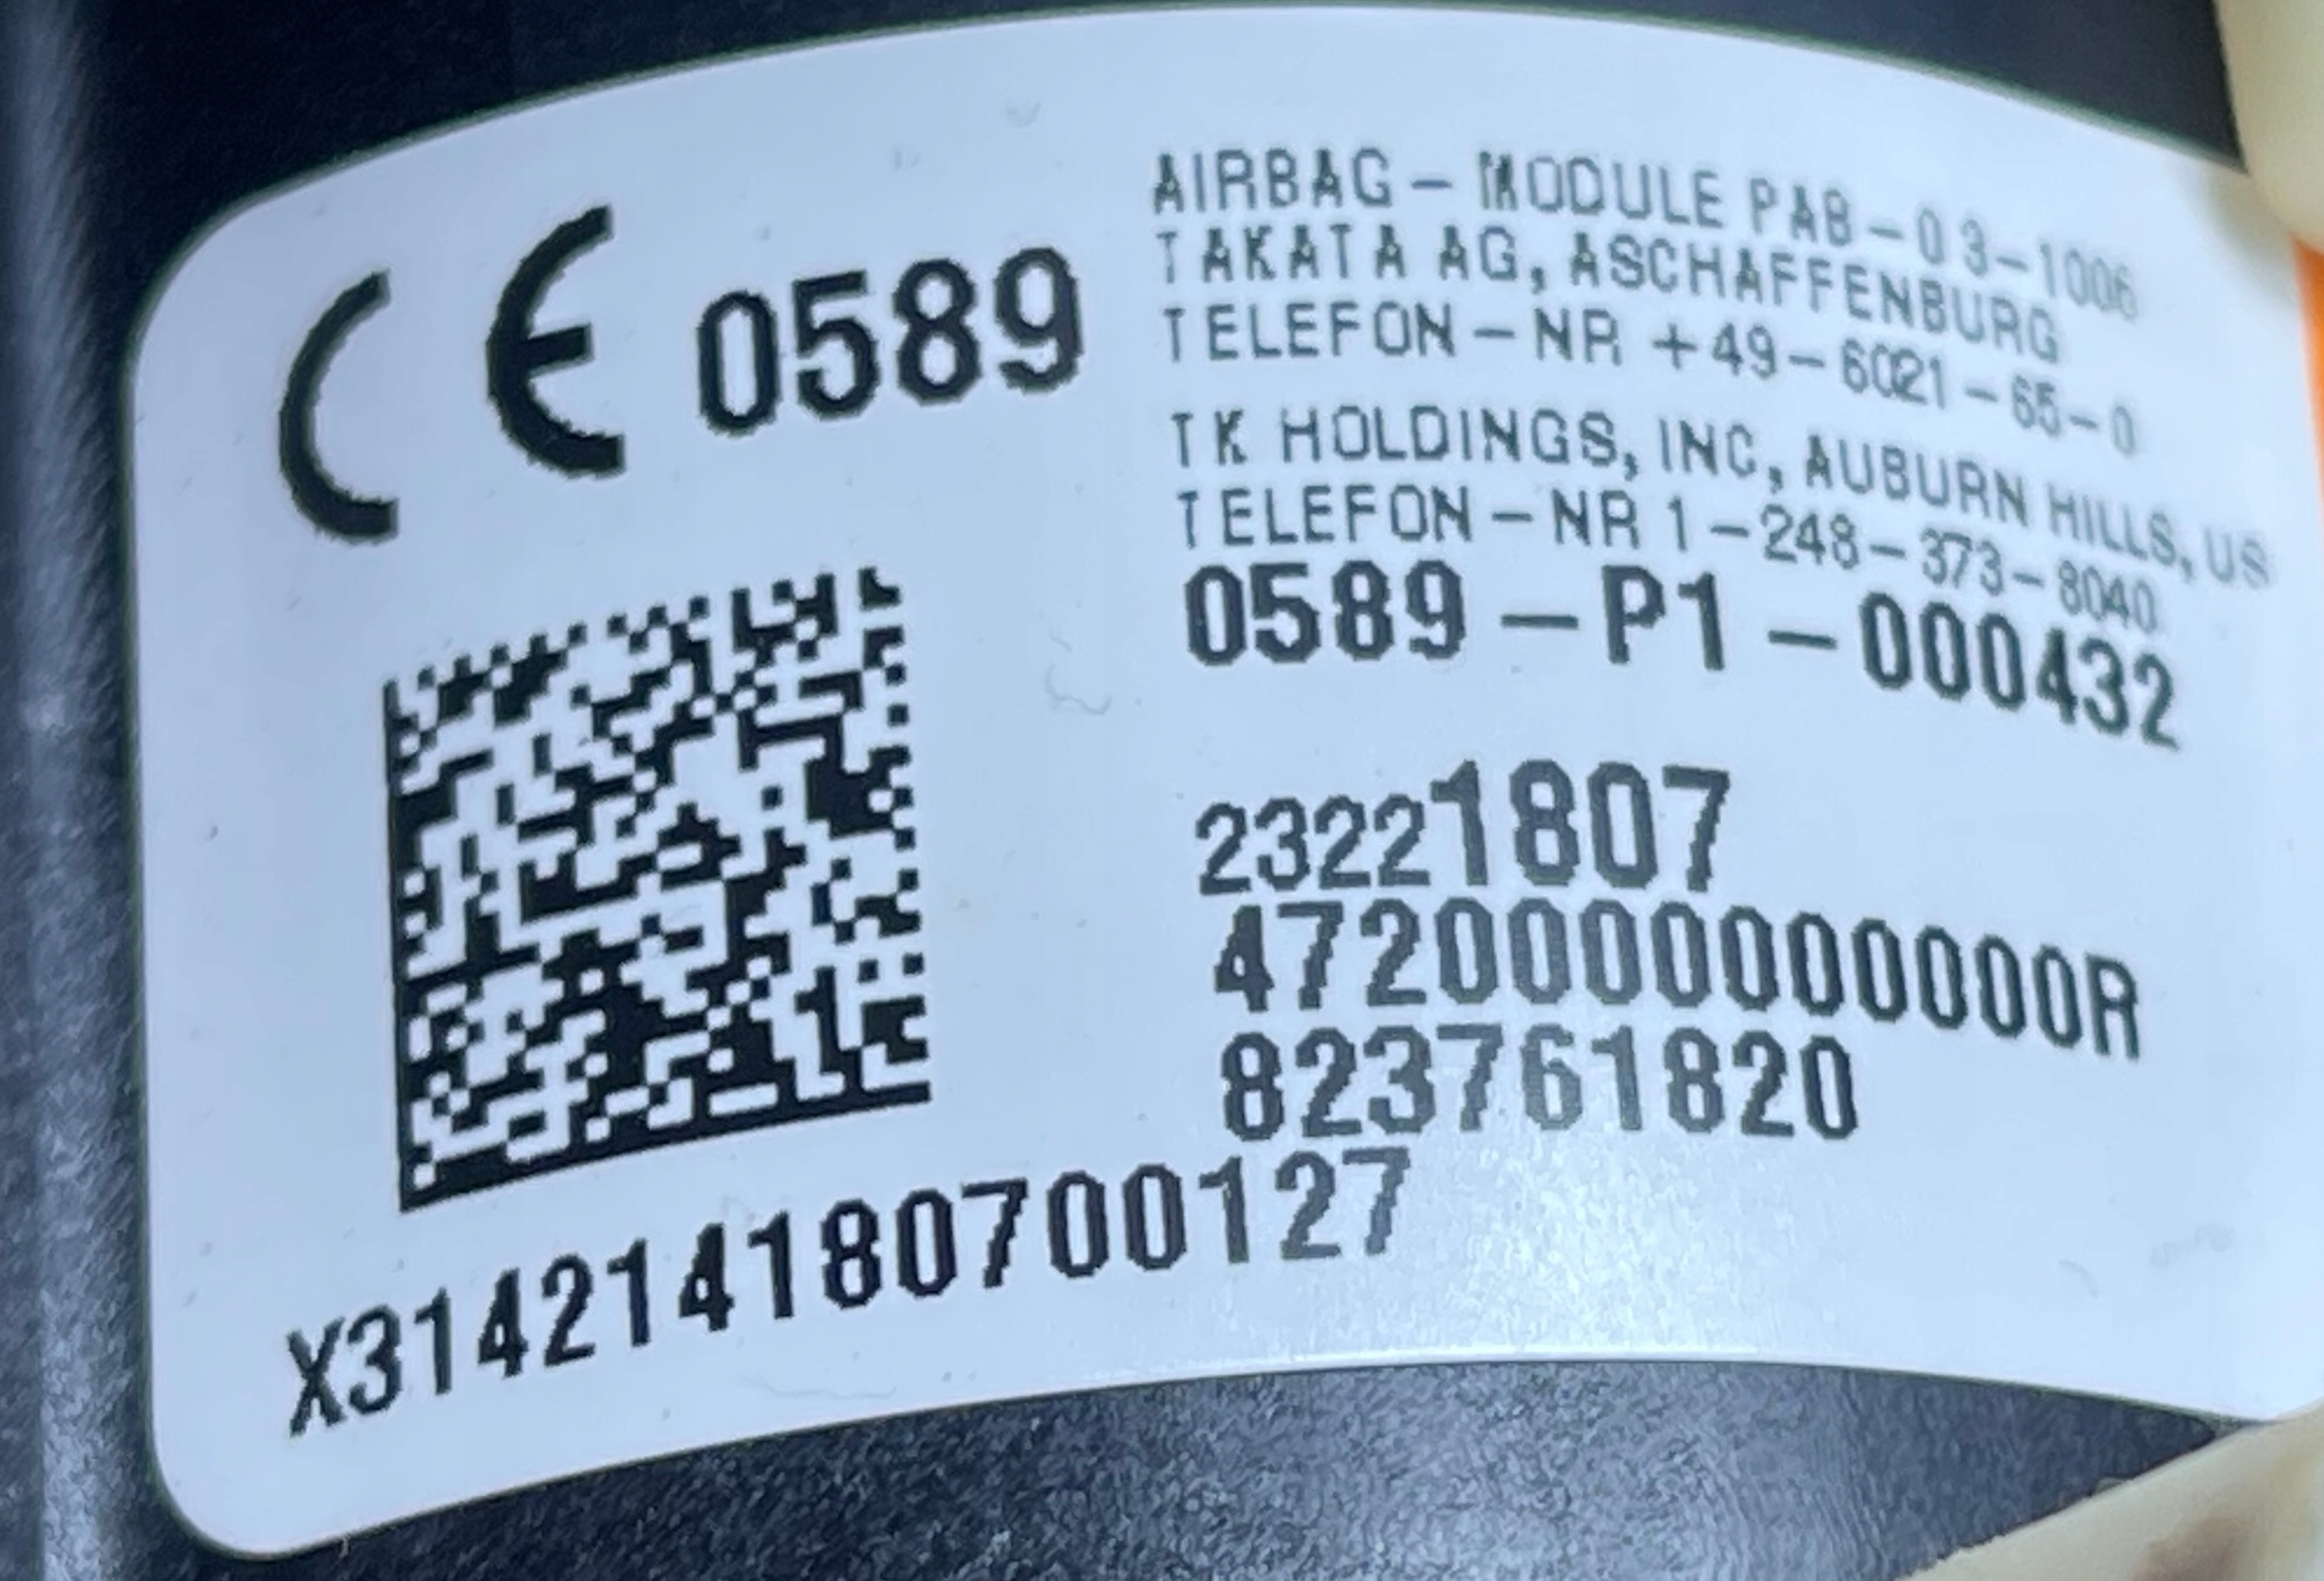 CE 0589
AIRBAG-MODULE PAB-03-1006
TAKATA AG, ASCHAFFENBURG
TELEFON-NR +49-6021-65-0
TK HOLDINGS, INC, AUBURN HILLS, US
TELEFON-NR 1-248-373-8040
0589-P1-000432
23221807
4720000000000R
823761820
X314214180700127